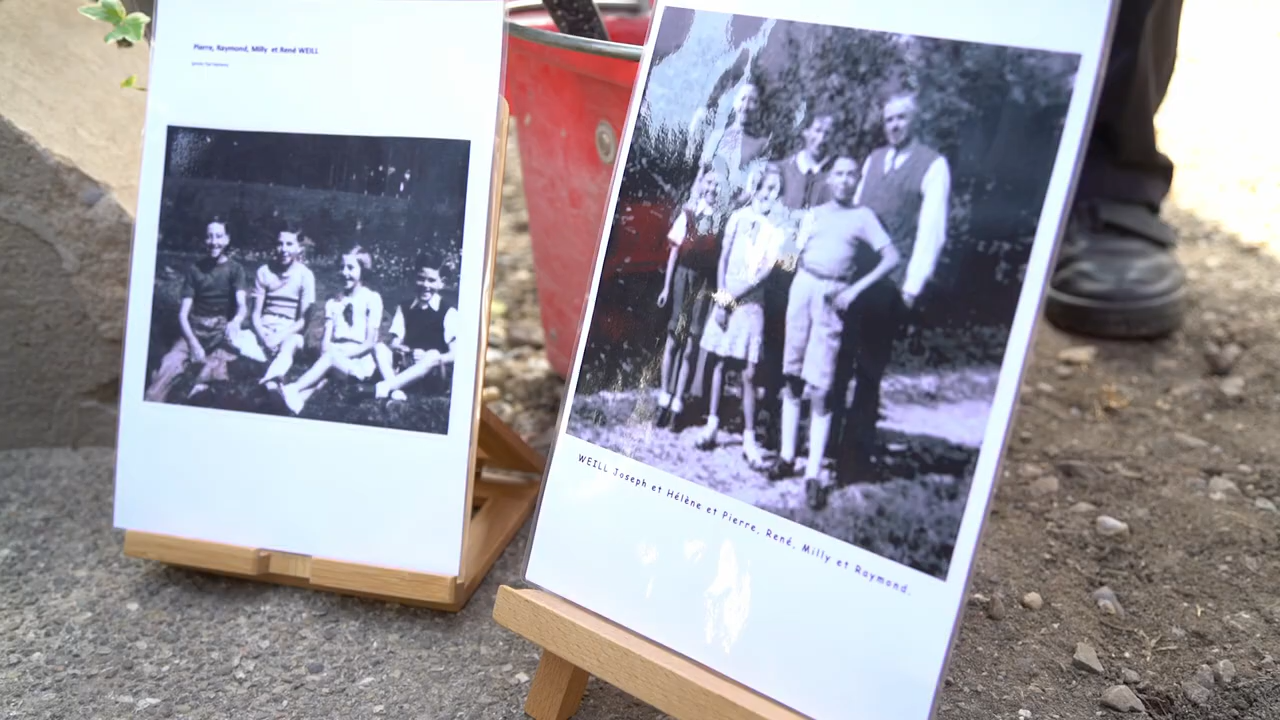 Pierre, Raymond, Milly et René WEILL
WEILL Joseph et Hélène et Pierre, René, Milly et Raymond.